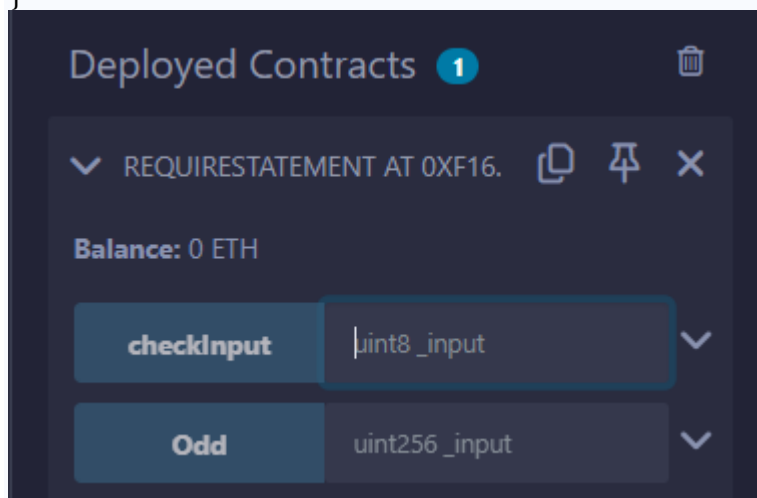 }
Deployed Contracts 1
REQUIRESTATEMENT AT 0XF16.
Balance: 0 ETH
checkInput uint8 _input
Odd uint256 _input